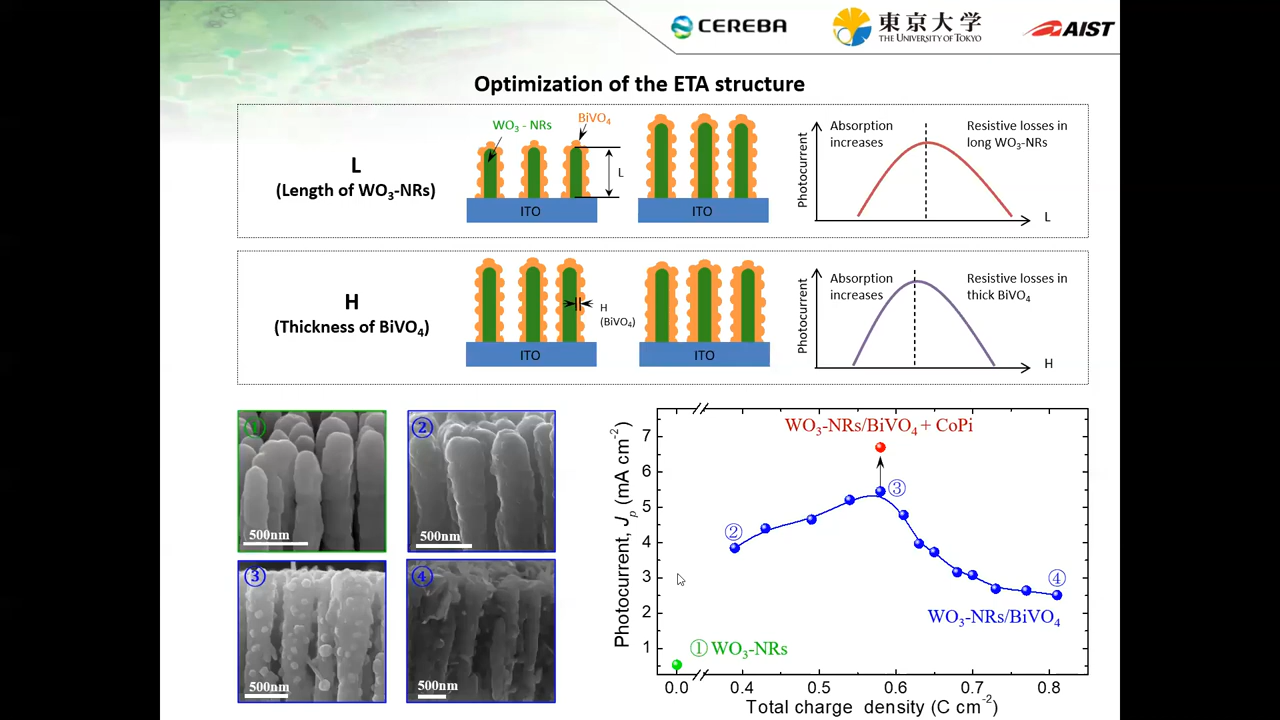 CEREBA
東京大学
THE UNIVERSITY OF TOKYO
AIST
Optimization of the ETA structure
L
(Length of WO₃-NRs)
WO₃ - NRs
BiVO₄
L
ITO
ITO
Photocurrent
Absorption
increases
Resistive losses in
long WO₃-NRs
L
H
(Thickness of BiVO₄)
H
(BiVO₄)
ITO
ITO
Photocurrent
Absorption
increases
Resistive losses in
thick BiVO₄
H
①
500nm
②
500nm
③
500nm
④
500nm
Photocurrent, Jₚ (mA cm⁻²)
7
6
5
4
3
2
1
WO₃-NRs/BiVO₄ + CoPi
②
③
④
WO₃-NRs/BiVO₄
① WO₃-NRs
0.0 0.4 0.5 0.6 0.7 0.8
Total charge density (C cm⁻²)